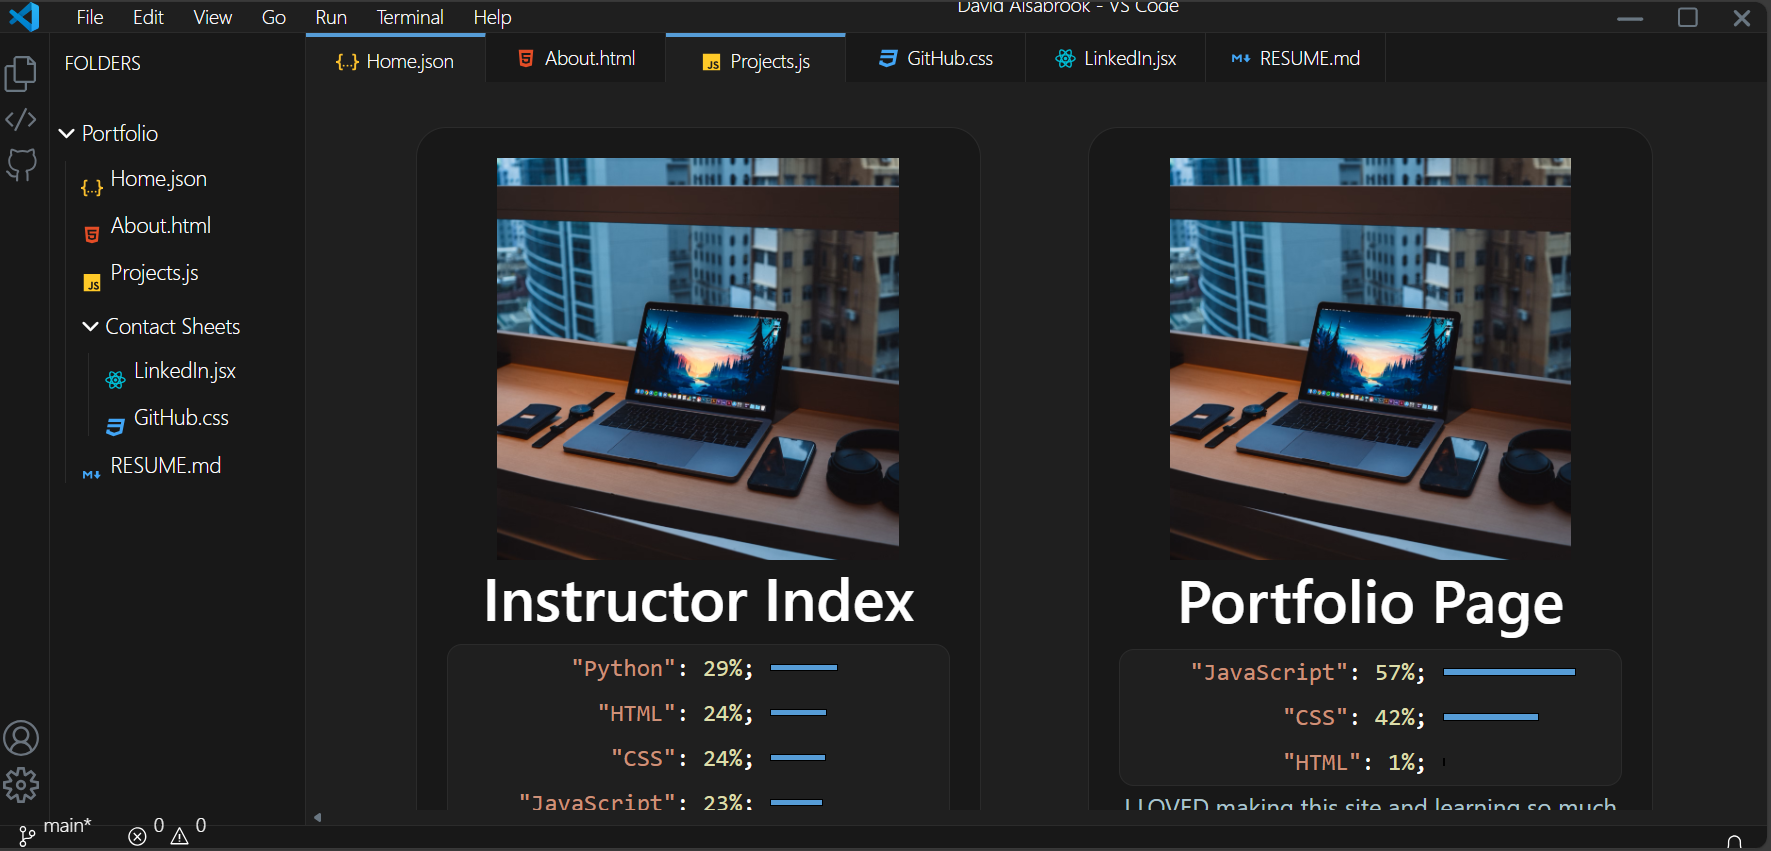 File Edit View Go Run Terminal Help
David Alsabrook - VS Code
FOLDERS
{..} Home.json
About.html
JS Projects.js
GitHub.css
LinkedIn.jsx
RESUME.md
Portfolio
{..} Home.json
About.html
JS Projects.js
Contact Sheets
LinkedIn.jsx
GitHub.css
RESUME.md
Instructor Index
"Python": 29%;
"HTML": 24%;
"CSS": 24%;
"JavaScript": 23%;
Portfolio Page
"JavaScript": 57%;
"CSS": 42%;
"HTML": 1%;
I LOVED making this site and learning so much
main* 0 0